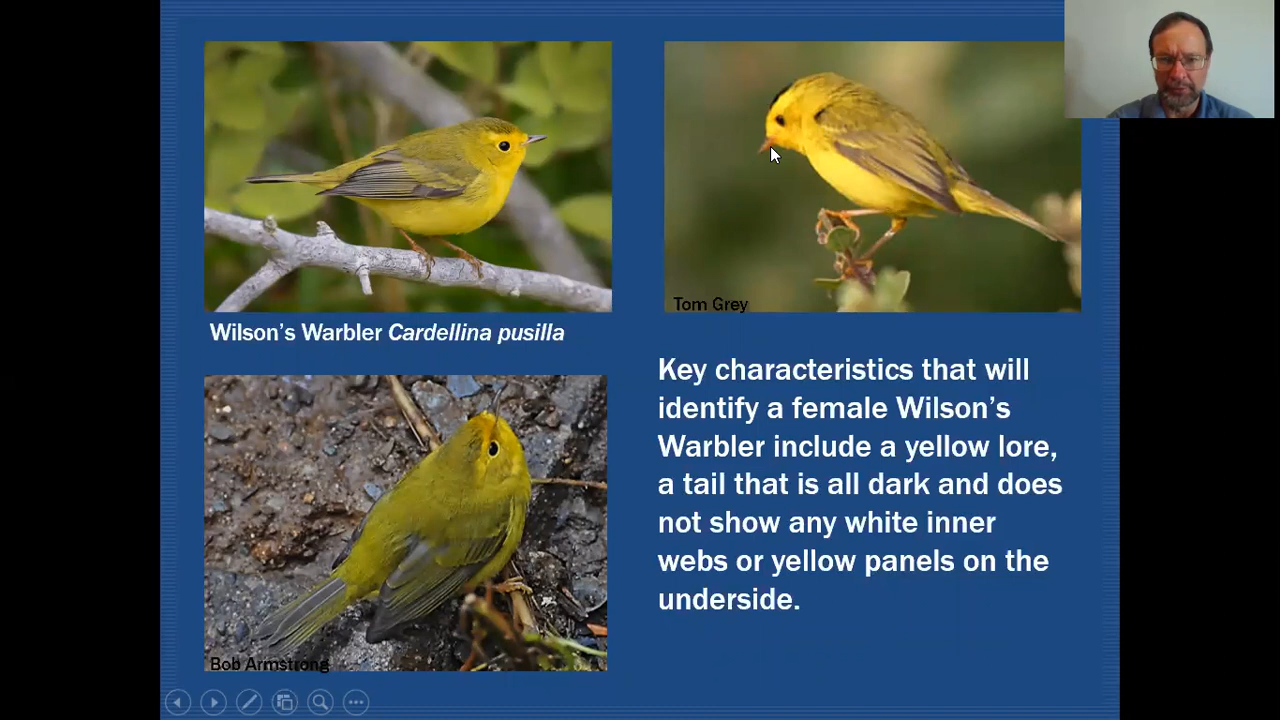 Tom Grey
Wilson's Warbler Cardellina pusilla
Key characteristics that will
identify a female Wilson's
Warbler include a yellow lore,
a tail that is all dark and does
not show any white inner
webs or yellow panels on the
underside.
Bob Armstrong